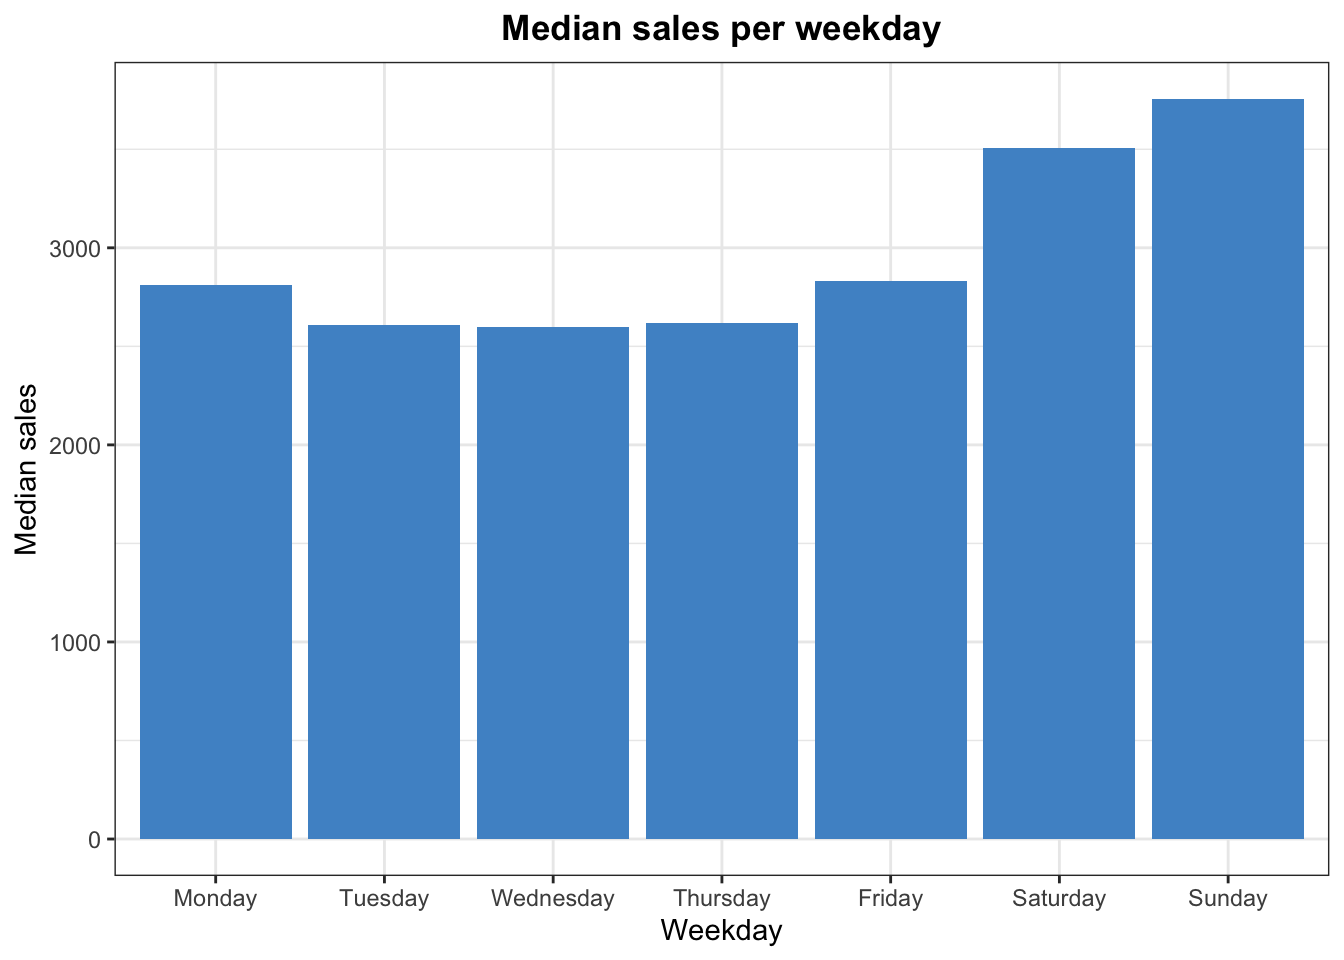 Median sales per weekday
Median sales
3000
2000
1000
0
Monday Tuesday Wednesday Thursday Friday Saturday Sunday
Weekday